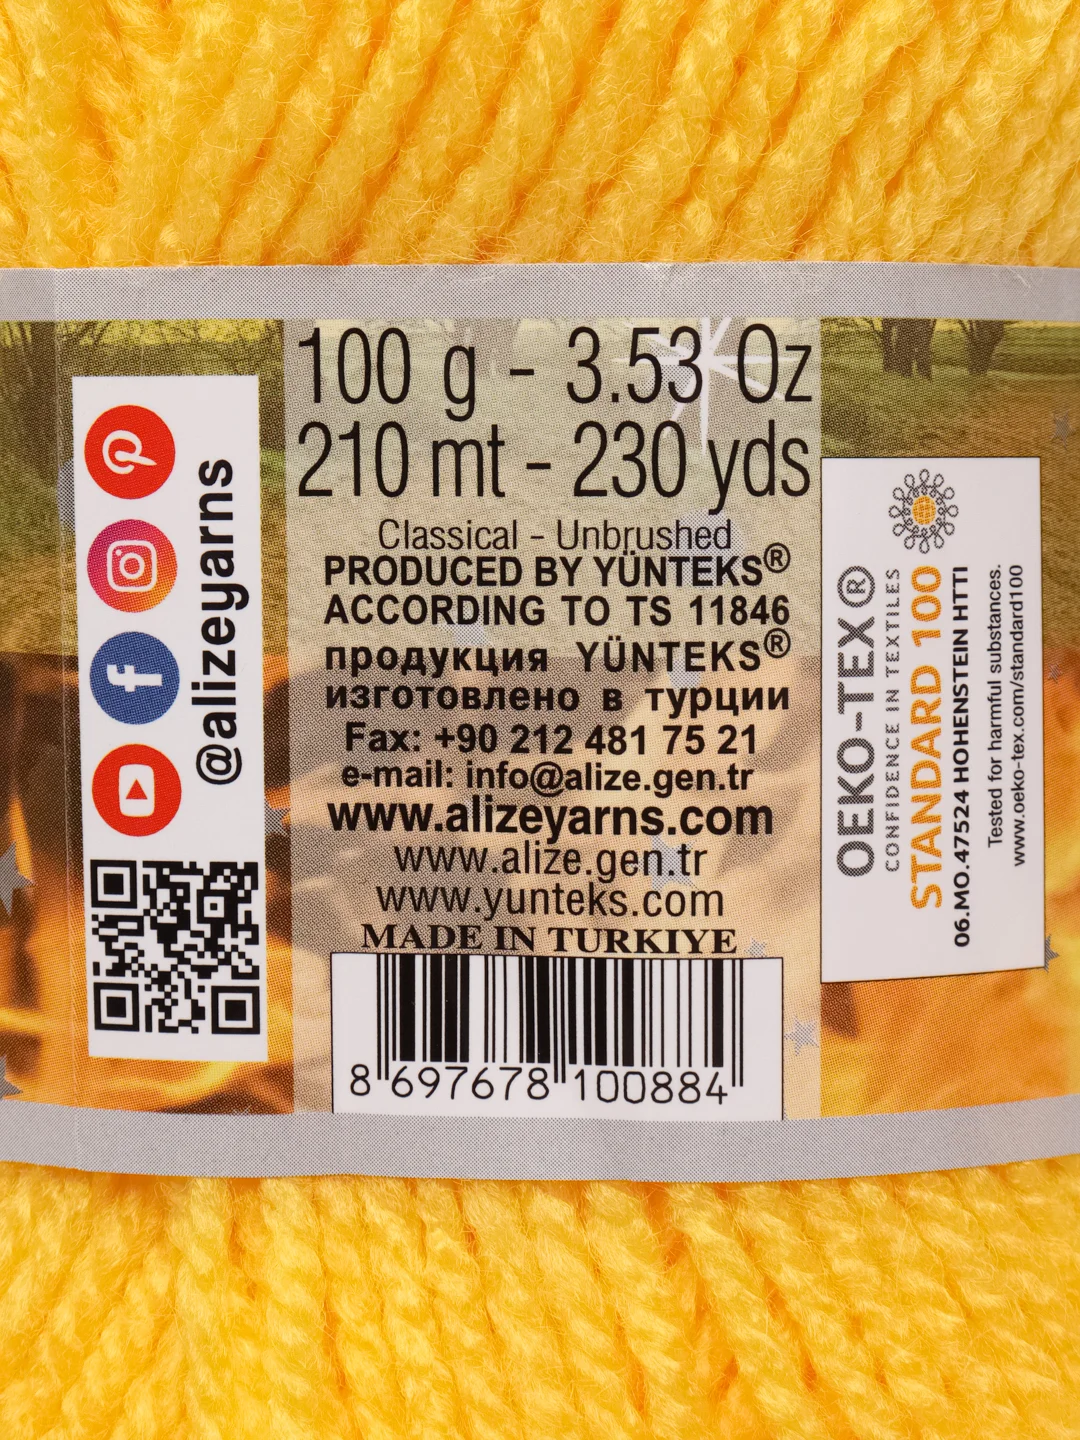 100 g - 3.53 Oz
210 mt - 230 yds
Classical - Unbrushed
PRODUCED BY YÜNTEKS®
ACCORDING TO TS 11846
продукция YÜNTEKS®
изготовлено в турции
Fax: +90 212 481 75 21
e-mail: info@alize.gen.tr
www.alizeyarns.com
www.alize.gen.tr
www.yunteks.com
MADE IN TURKIYE
8 697678 100884
@alizeyarns
OEKO-TEX®
CONFIDENCE IN TEXTILES
STANDARD 100
06.MO.47524 HOHENSTEIN HTTI
Tested for harmful substances.
www.oeko-tex.com/standard100